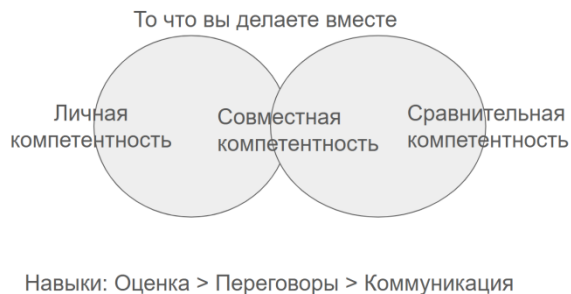 То что вы делаете вместе
Личная
компетентность
Совместная
компетентность
Сравнительная
компетентность
Навыки: Оценка > Переговоры > Коммуникация